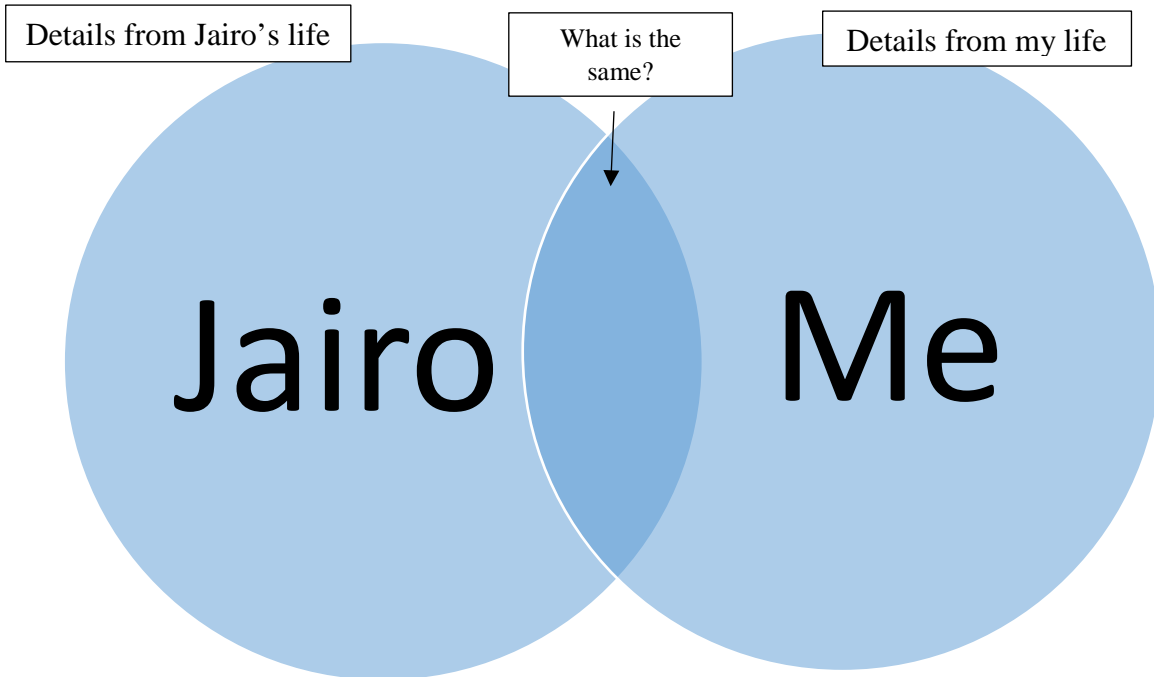 Details from Jairo’s life
What is the
same?
Details from my life
Jairo
Me